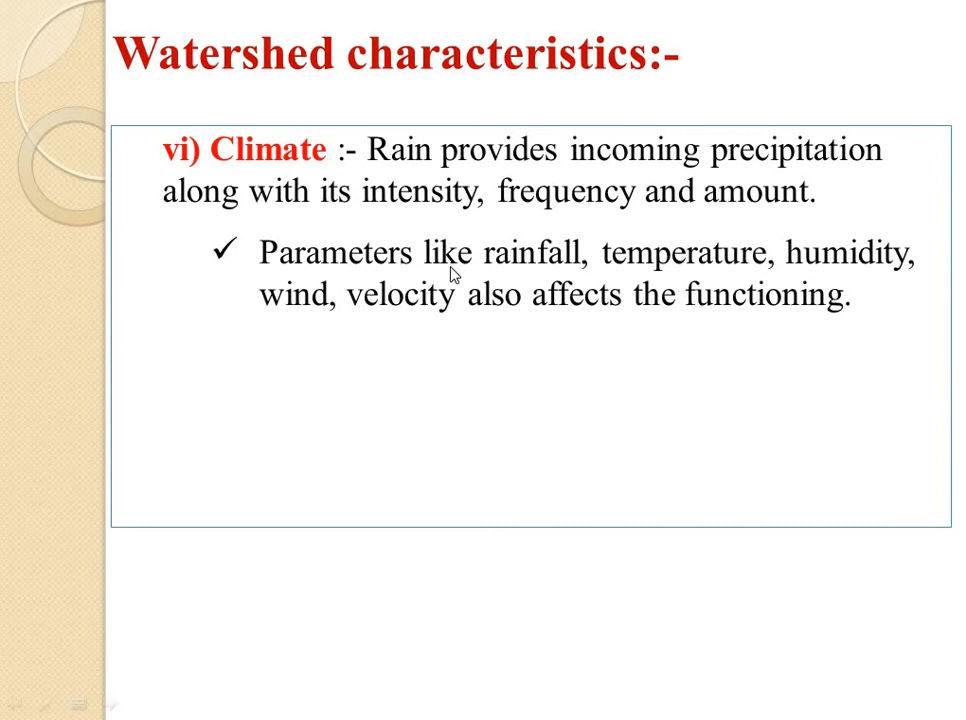 Watershed characteristics:-
vi) Climate :- Rain provides incoming precipitation
along with its intensity, frequency and amount.
✓ Parameters like rainfall, temperature, humidity,
wind, velocity also affects the functioning.